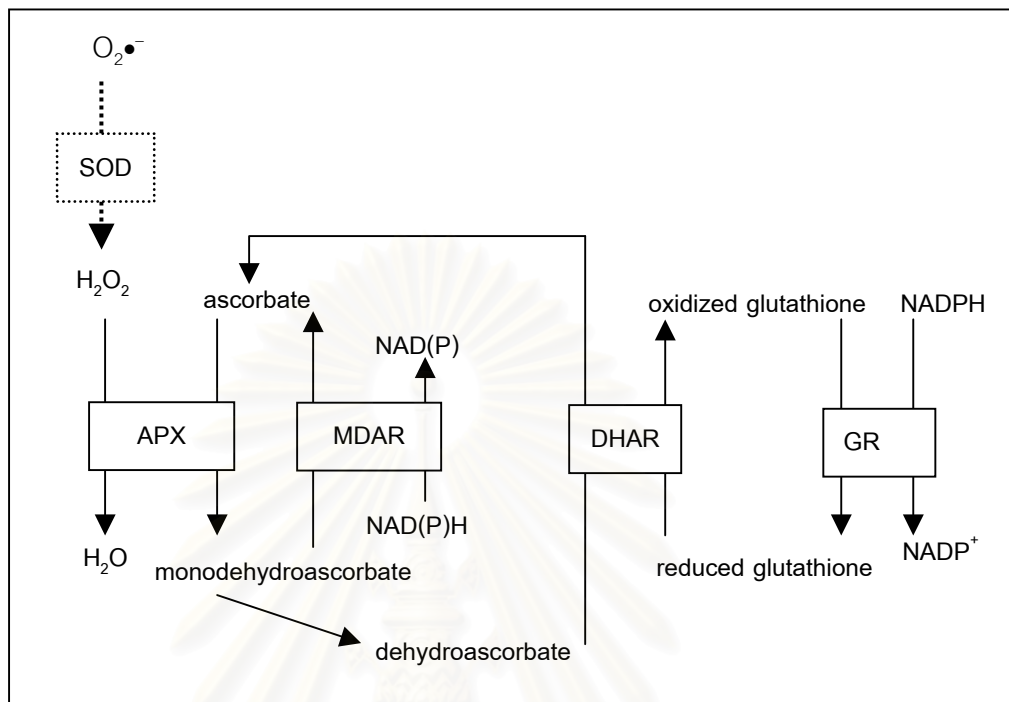 O₂●⁻
SOD
H₂O₂
ascorbate
oxidized glutathione
NADPH
NAD(P)
APX
MDAR
DHAR
GR
NAD(P)H
H₂O
monodehydroascorbate
reduced glutathione
NADP⁺
dehydroascorbate